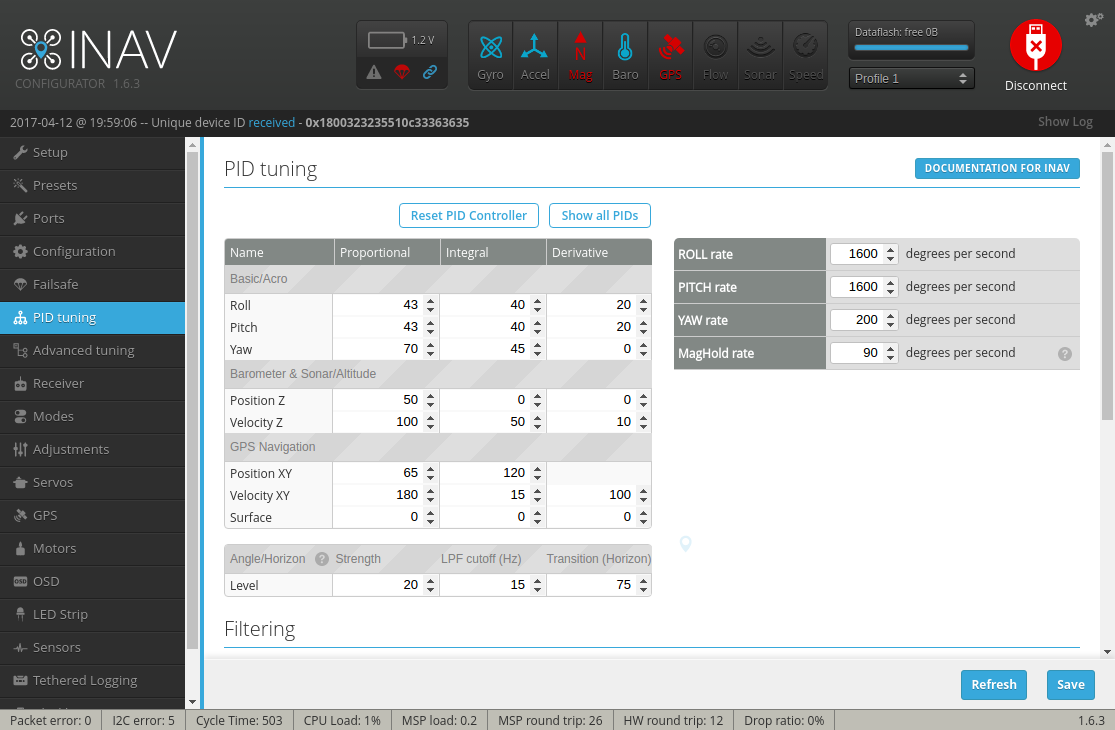 INAV
CONFIGURATOR 1.6.3
1.2 V
Gyro Accel Mag Baro GPS Flow Sonar Speed
Dataflash: free 0B
Profile 1
Disconnect
2017-04-12 @ 19:59:06 -- Unique device ID received - 0x1800323235510c33363635
Show Log
Setup
Presets
Ports
Configuration
Failsafe
PID tuning
Advanced tuning
Receiver
Modes
Adjustments
Servos
GPS
Motors
OSD OSD
LED Strip
Sensors
Tethered Logging
PID tuning
DOCUMENTATION FOR INAV
Reset PID Controller Show all PIDs
Name Proportional Integral Derivative
Basic/Acro
Roll 43 40 20
Pitch 43 40 20
Yaw 70 45 0
Barometer & Sonar/Altitude
Position Z 50 0 0
Velocity Z 100 50 10
GPS Navigation
Position XY 65 120
Velocity XY 180 15 100
Surface 0 0 0
Angle/Horizon ? Strength LPF cutoff (Hz) Transition (Horizon)
Level 20 15 75
ROLL rate 1600 degrees per second
PITCH rate 1600 degrees per second
YAW rate 200 degrees per second
MagHold rate 90 degrees per second ?
Filtering
Refresh Save
Packet error: 0 I2C error: 5 Cycle Time: 503 CPU Load: 1% MSP load: 0.2 MSP round trip: 26 HW round trip: 12 Drop ratio: 0% 1.6.3